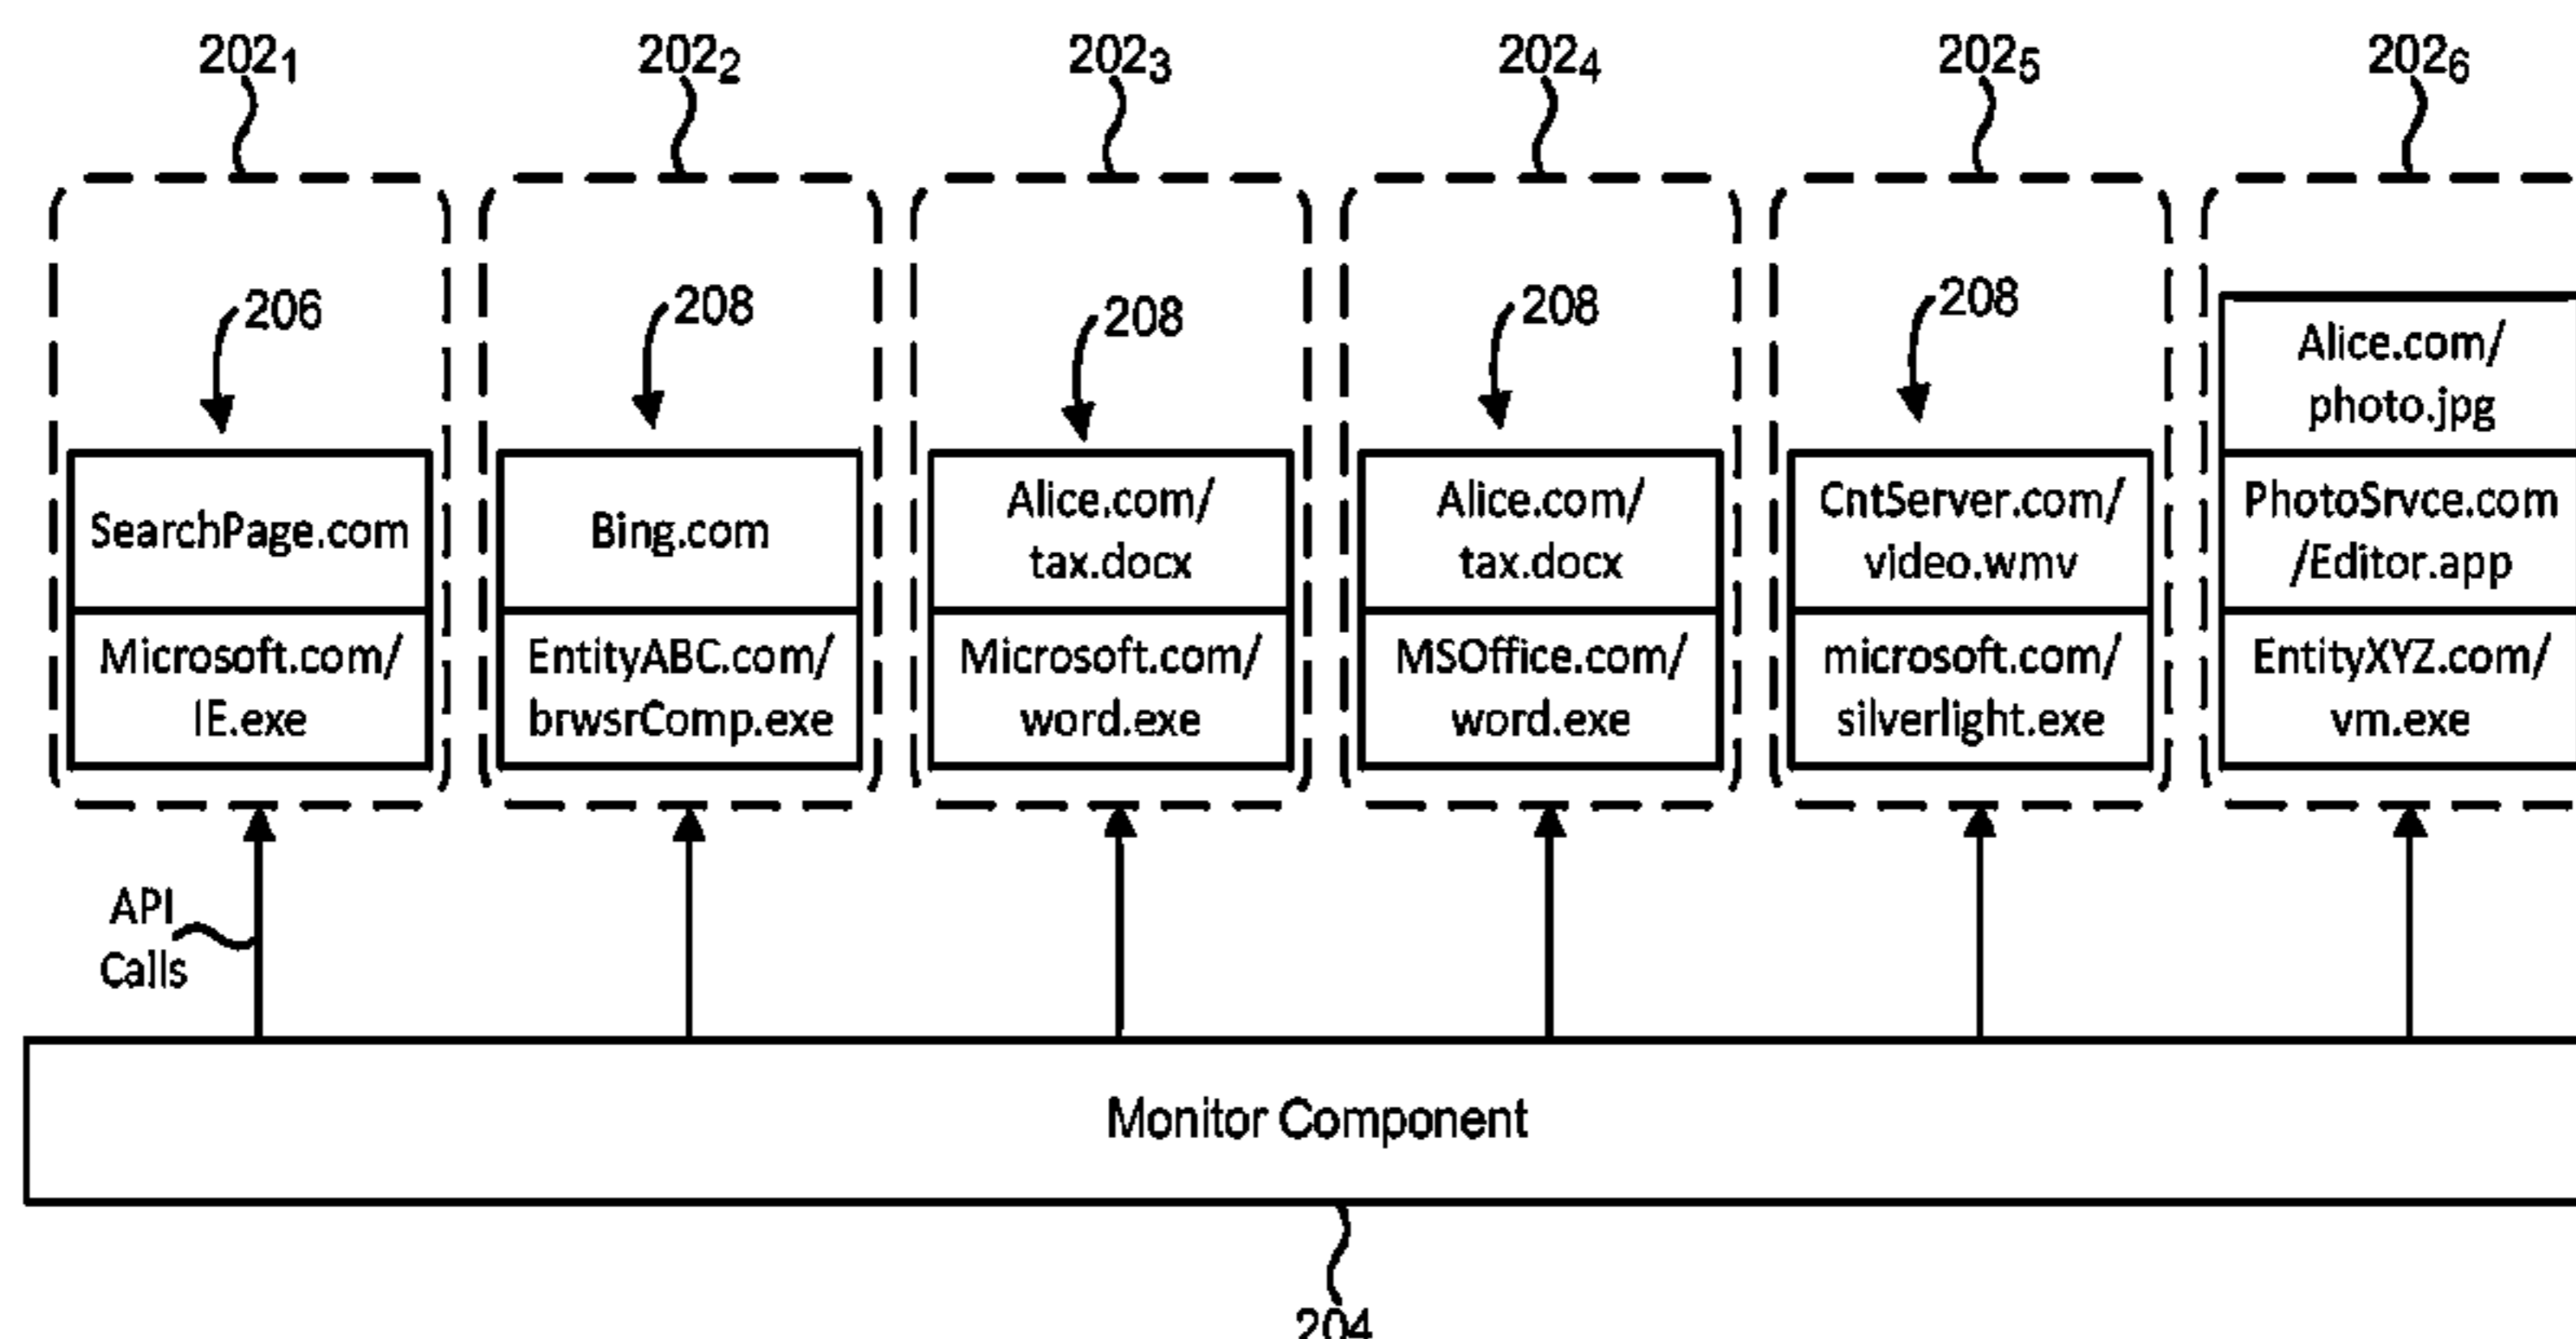 202₁ 202₂ 202₃ 202₄ 202₅ 202₆
206 208 208 208 208
SearchPage.com
Microsoft.com/
IE.exe
Bing.com
EntityABC.com/
brwsrComp.exe
Alice.com/
tax.docx
Microsoft.com/
word.exe
Alice.com/
tax.docx
MSOffice.com/
word.exe
CntServer.com/
video.wmv
microsoft.com/
silverlight.exe
Alice.com/
photo.jpg
PhotoSrvce.com
/Editor.app
EntityXYZ.com/
vm.exe
API
Calls
Monitor Component
204